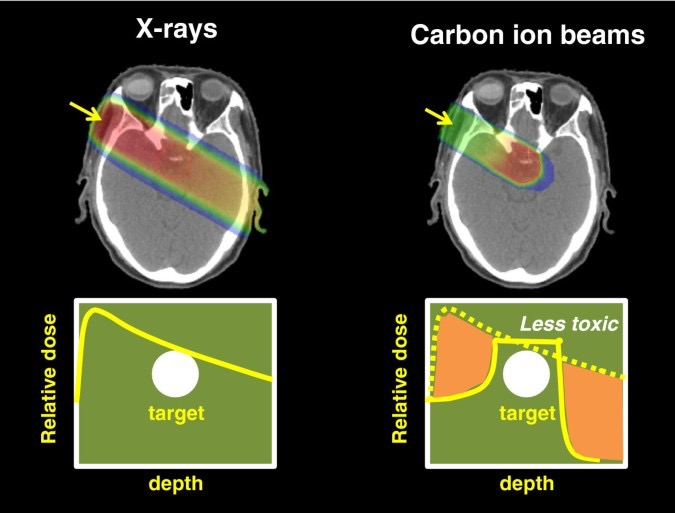 X-rays
Carbon ion beams
Relative dose
target
depth
Relative dose
Less toxic
target
depth